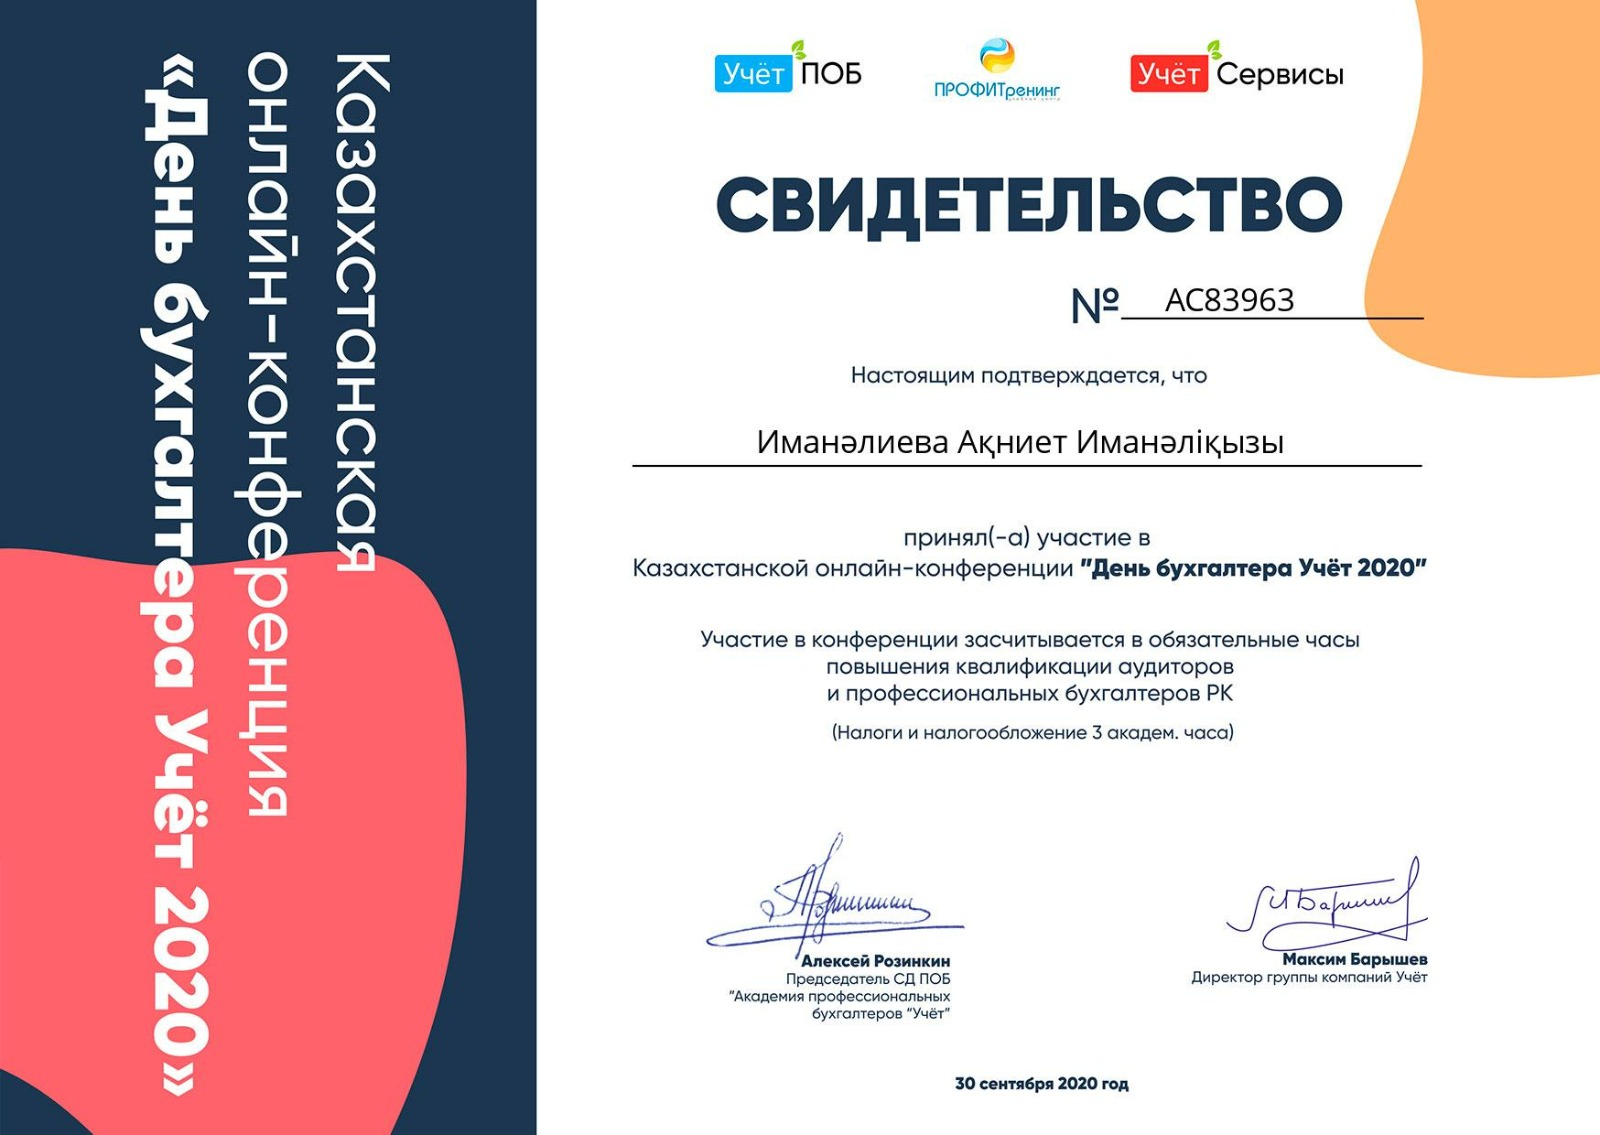 Казахстанская
онлайн-конференция
«День бухгалтера Учёт 2020»
Учёт ПОБ
ПРОФИТренинг
учебный центр
Учёт Сервисы
СВИДЕТЕЛЬСТВО
№ АС83963
Настоящим подтверждается, что
Иманәлиева Ақниет Иманәліқызы
принял(-а) участие в
Казахстанской онлайн-конференции "День бухгалтера Учёт 2020"
Участие в конференции засчитывается в обязательные часы
повышения квалификации аудиторов
и профессиональных бухгалтеров РК
(Налоги и налогообложение 3 академ. часа)
Алексей Розинкин
Председатель СД ПОБ
"Академия профессиональных
бухгалтеров "Учёт"
Максим Барышев
Директор группы компаний Учёт
30 сентября 2020 год